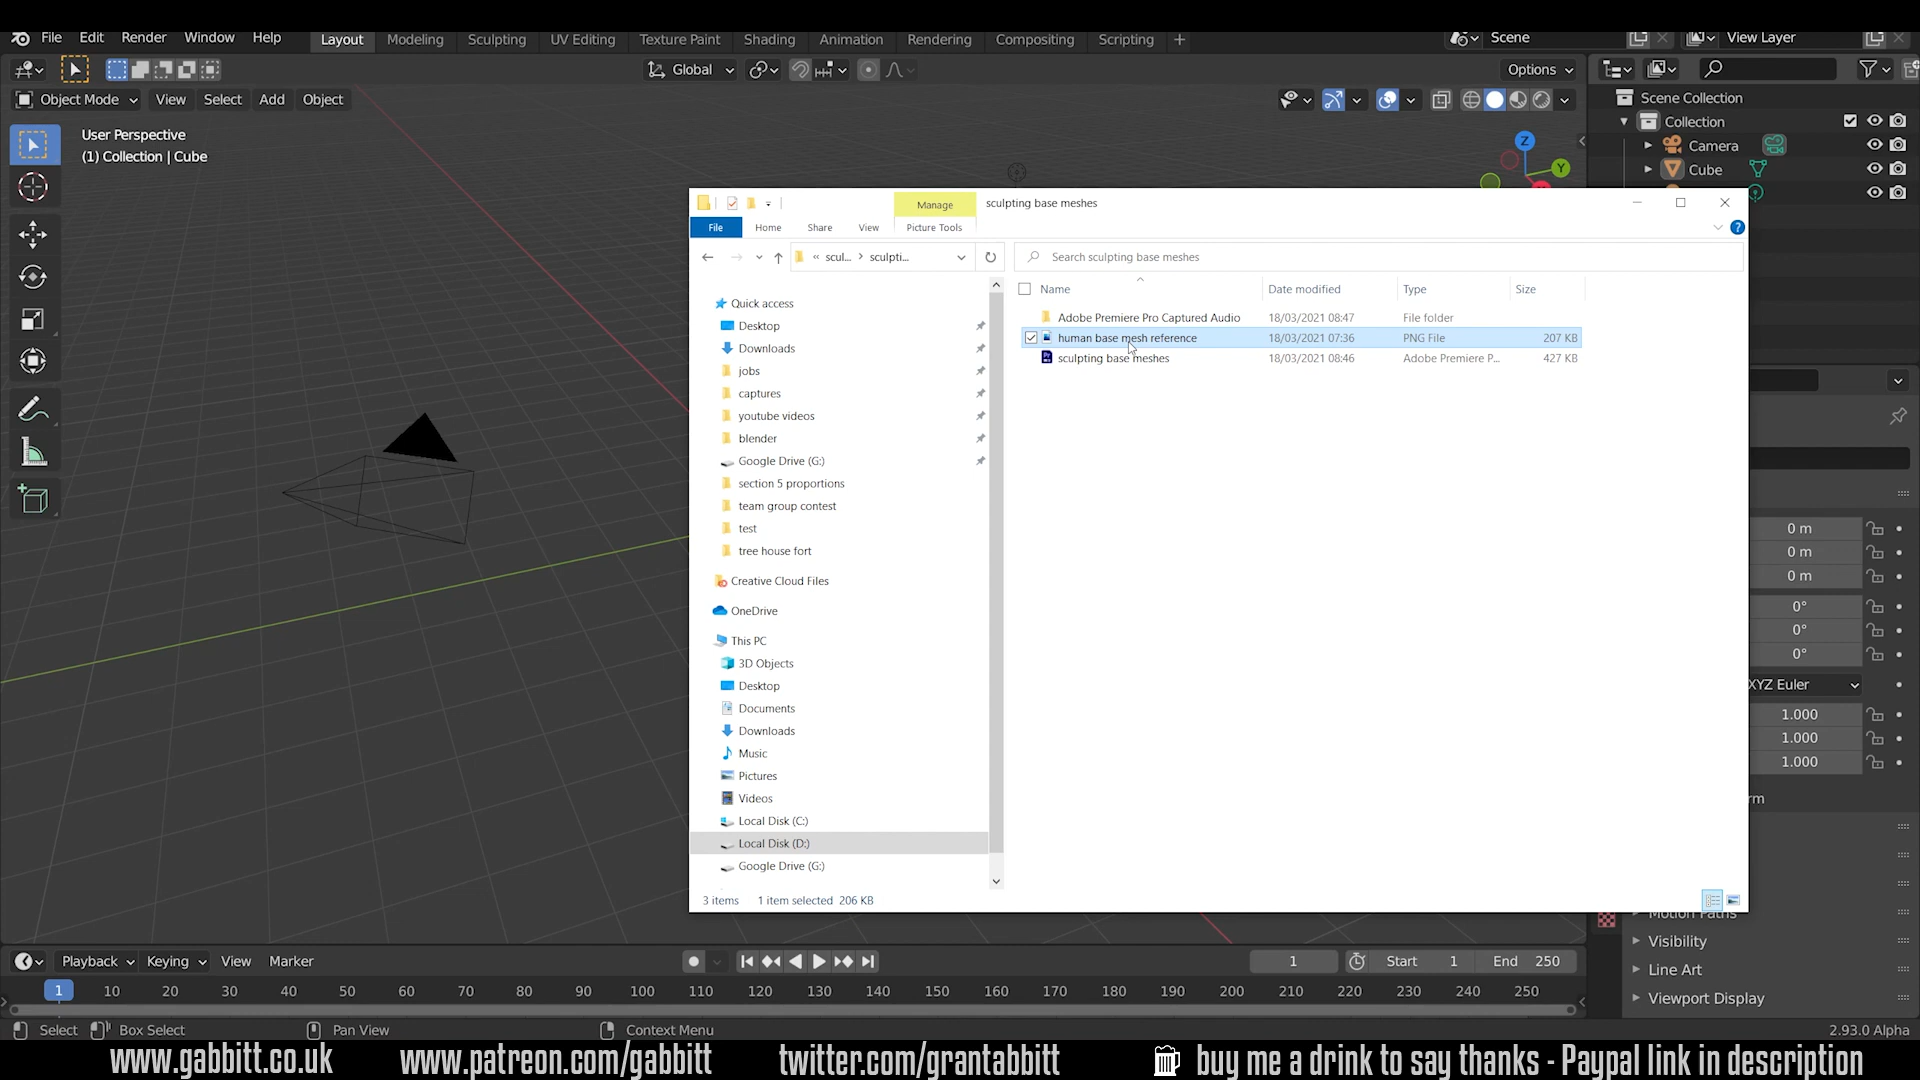 File Edit Render Window Help Layout Modeling Sculpting UV Editing Texture Paint Shading Animation Rendering Compositing Scripting + Scene View Layer
Global Options
Object Mode View Select Add Object
User Perspective
(1) Collection | Cube
Z
Y
Scene Collection
Collection
Camera
Cube
Manage sculpting base meshes
File Home Share View Picture Tools
« scul... › sculpti... Search sculpting base meshes
Name Date modified Type Size
Adobe Premiere Pro Captured Audio 18/03/2021 08:47 File folder
human base mesh reference 18/03/2021 07:36 PNG File 207 KB
sculpting base meshes 18/03/2021 08:46 Adobe Premiere P... 427 KB
Quick access
Desktop
Downloads
jobs
captures
youtube videos
blender
Google Drive (G:)
section 5 proportions
team group contest
test
tree house fort
Creative Cloud Files
OneDrive
This PC
3D Objects
Desktop
Documents
Downloads
Music
Pictures
Videos
Local Disk (C:)
Local Disk (D:)
Google Drive (G:)
3 items 1 item selected 206 KB
0 m
0 m
0 m
0°
0°
0°
XYZ Euler
1.000
1.000
1.000
rm
Motion Paths
Visibility
Line Art
Viewport Display
Playback Keying View Marker 1 Start 1 End 250
1 10 20 30 40 50 60 70 80 90 100 110 120 130 140 150 160 170 180 190 200 210 220 230 240 250
Select Box Select Pan View Context Menu 2.93.0 Alpha
www.gabbitt.co.uk www.patreon.com/gabbitt twitter.com/grantabbitt buy me a drink to say thanks - Paypal link in description